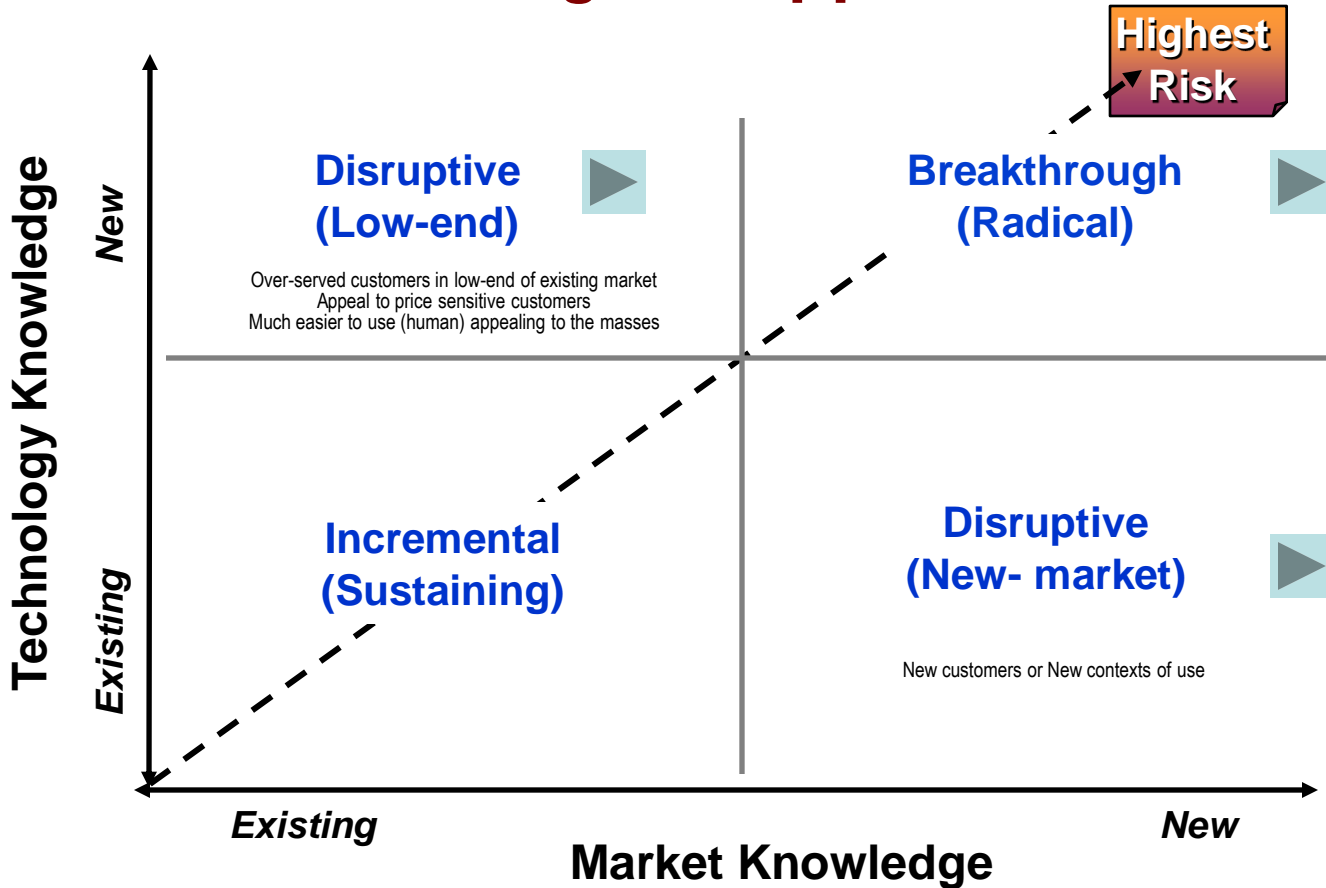 Highest
Risk
Disruptive
(Low-end)
Over-served customers in low-end of existing market
Appeal to price sensitive customers
Much easier to use (human) appealing to the masses
Breakthrough
(Radical)
Technology Knowledge
New
Existing
Incremental
(Sustaining)
Disruptive
(New- market)
New customers or New contexts of use
Existing
New
Market Knowledge